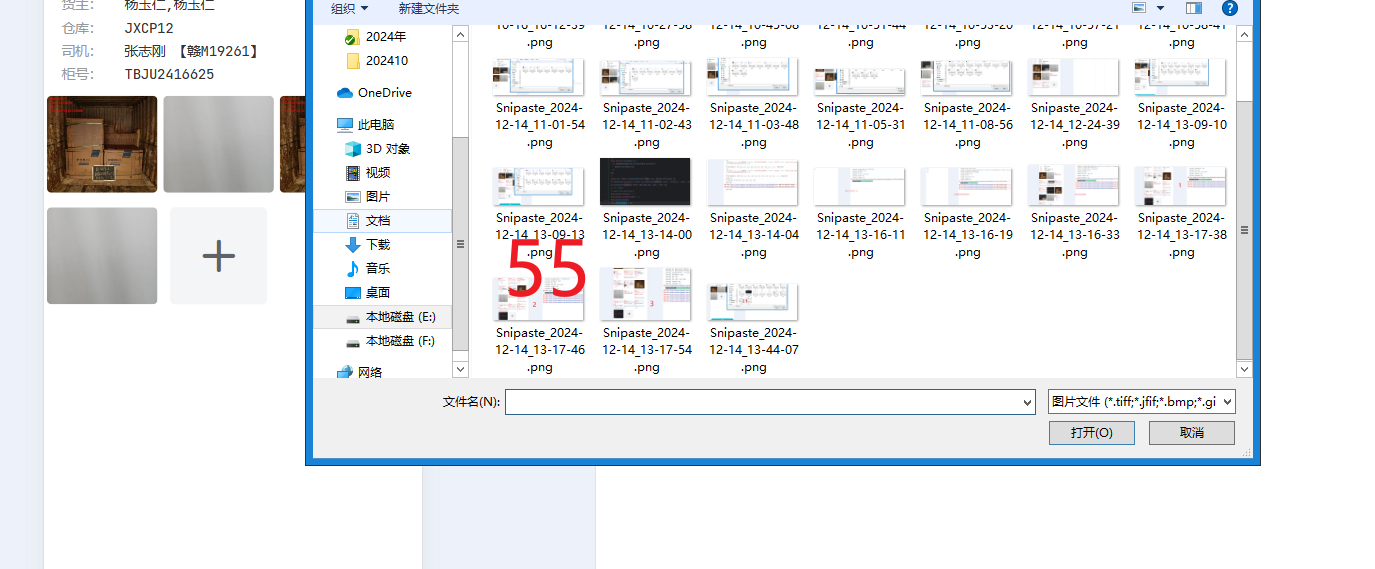 货主: 杨玉仁,杨玉仁
仓库: JXCP12
司机: 张志刚 【赣M19261】
柜号: TBJU2416625
组织 新建文件夹
2024年
202410
OneDrive
此电脑
3D 对象
视频
图片
文档
下载
音乐
桌面
本地磁盘 (E:)
本地磁盘 (F:)
网络
.png .png .png .png .png .png .png
Snipaste_2024-12-14_11-01-54.png
Snipaste_2024-12-14_11-02-43.png
Snipaste_2024-12-14_11-03-48.png
Snipaste_2024-12-14_11-05-31.png
Snipaste_2024-12-14_11-08-56.png
Snipaste_2024-12-14_12-24-39.png
Snipaste_2024-12-14_13-09-10.png
Snipaste_2024-12-14_13-09-13.png
Snipaste_2024-12-14_13-14-00.png
Snipaste_2024-12-14_13-14-04.png
Snipaste_2024-12-14_13-16-11.png
Snipaste_2024-12-14_13-16-19.png
Snipaste_2024-12-14_13-16-33.png
Snipaste_2024-12-14_13-17-38.png
55
1
2
3
Snipaste_2024-12-14_13-17-46.png
Snipaste_2024-12-14_13-17-54.png
Snipaste_2024-12-14_13-44-07.png
文件名(N):
图片文件 (*.tiff;*.jfif;*.bmp;*.gi
打开(O) 取消